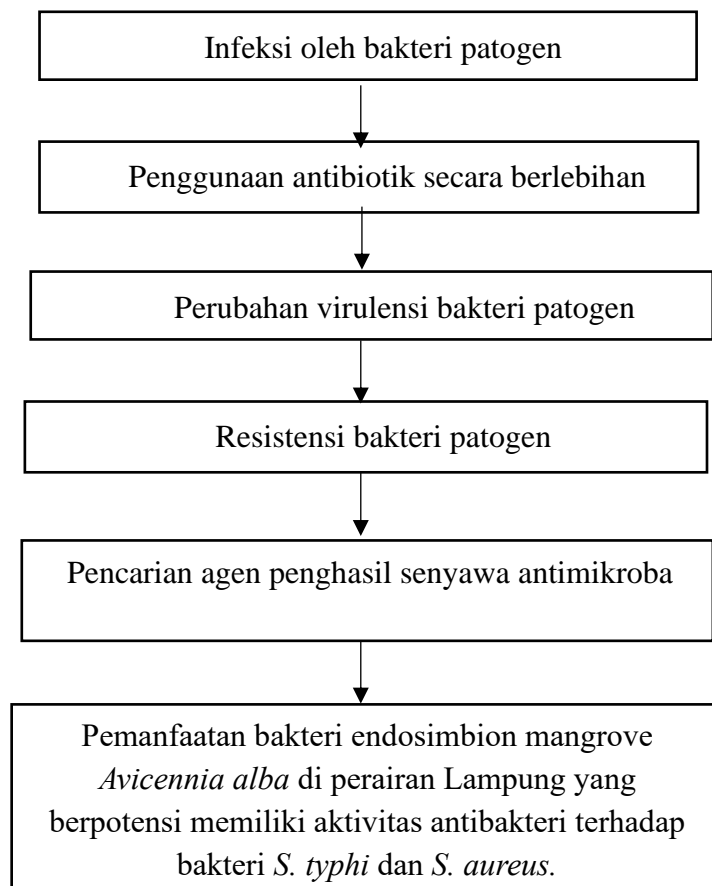 Infeksi oleh bakteri patogen
Penggunaan antibiotik secara berlebihan
Perubahan virulensi bakteri patogen
Resistensi bakteri patogen
Pencarian agen penghasil senyawa antimikroba
Pemanfaatan bakteri endosimbion mangrove
Avicennia alba di perairan Lampung yang
berpotensi memiliki aktivitas antibakteri terhadap
bakteri S. typhi dan S. aureus.